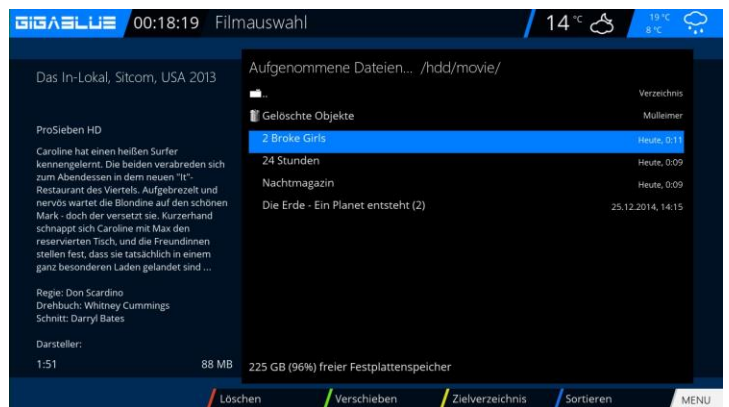 GIGABLUE 00:18:19 Filmauswahl 14 °C 19 °C
8 °C
Das In-Lokal, Sitcom, USA 2013
ProSieben HD
Caroline hat einen heißen Surfer
kennengelernt. Die beiden verabreden sich
zum Abendessen in dem neuen "It"-
Restaurant des Viertels. Aufgebrezelt und
nervös wartet die Blondine auf den schönen
Mark - doch der versetzt sie. Kurzerhand
schnappt sich Caroline mit Max den
reservierten Tisch, und die Freundinnen
stellen fest, dass sie tatsächlich in einem
ganz besonderen Laden gelandet sind ...
Regie: Don Scardino
Drehbuch: Whitney Cummings
Schnitt: Darryl Bates
Darsteller:
1:51 88 MB
Aufgenommene Dateien... /hdd/movie/
.. Verzeichnis
Gelöschte Objekte Mülleimer
2 Broke Girls Heute, 0:11
24 Stunden Heute, 0:09
Nachtmagazin Heute, 0:09
Die Erde - Ein Planet entsteht (2) 25.12.2014, 14:15
225 GB (96%) freier Festplattenspeicher
Löschen Verschieben Zielverzeichnis Sortieren MENU